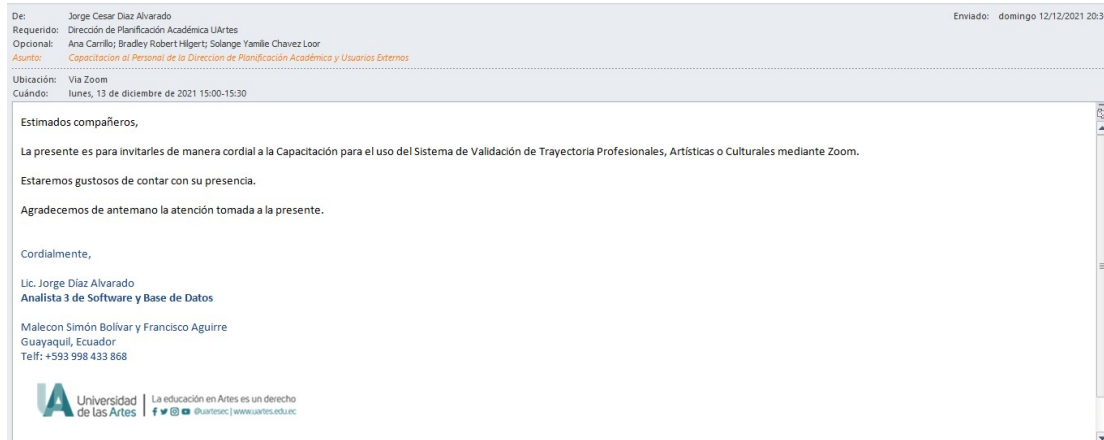 De: Jorge Cesar Diaz Alvarado Enviado: domingo 12/12/2021 20:3
Requerido: Dirección de Planificación Académica UArtes
Opcional: Ana Carrillo; Bradley Robert Hilgert; Solange Yamilie Chavez Loor
Asunto: Capacitacion al Personal de la Direccion de Planificación Académica y Usuarios Externos
Ubicación: Via Zoom
Cuándo: lunes, 13 de diciembre de 2021 15:00-15:30
Estimados compañeros,
La presente es para invitarles de manera cordial a la Capacitación para el uso del Sistema de Validación de Trayectoria Profesionales, Artísticas o Culturales mediante Zoom.
Estaremos gustosos de contar con su presencia.
Agradecemos de antemano la atención tomada a la presente.
Cordialmente,
Lic. Jorge Díaz Alvarado
Analista 3 de Software y Base de Datos
Malecon Simón Bolívar y Francisco Aguirre
Guayaquil, Ecuador
Telf: +593 998 433 868
UA Universidad de las Artes
La educación en Artes es un derecho
@uartesec | www.uartes.edu.ec